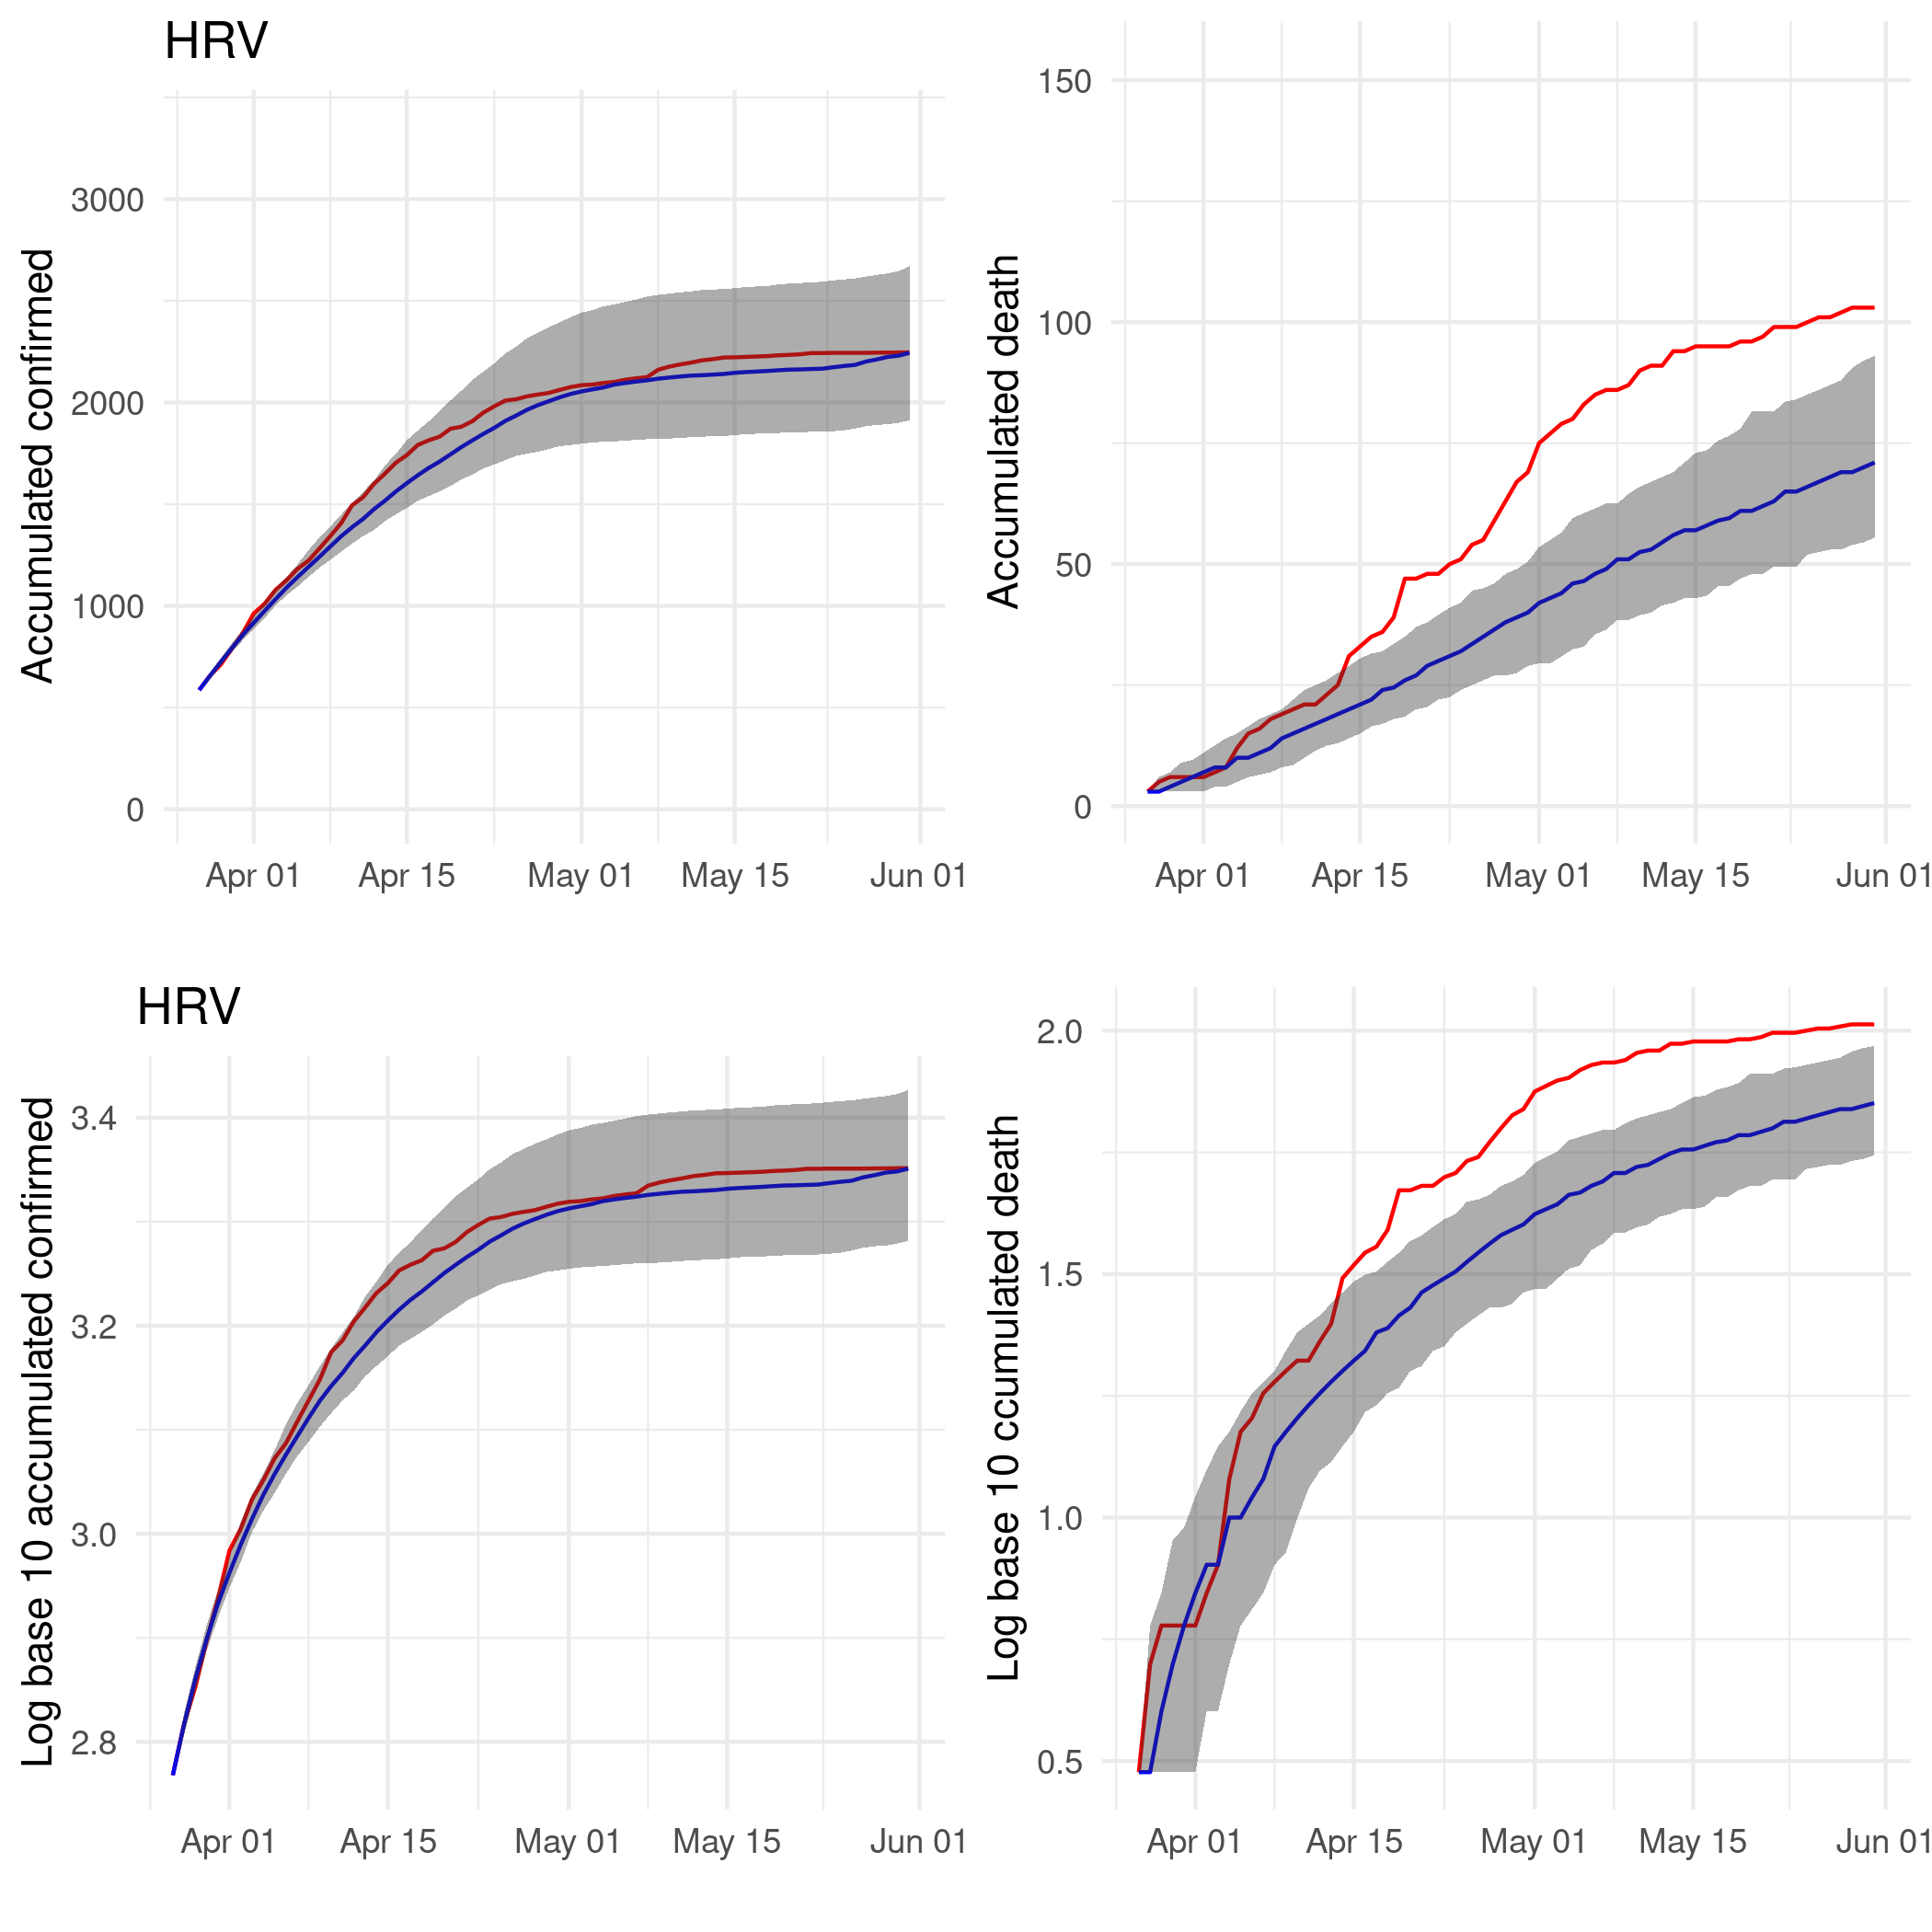 HRV
Accumulated confirmed
3000
2000
1000
0
Apr 01 Apr 15 May 01 May 15 Jun 01
Accumulated death
150
100
50
0
Apr 01 Apr 15 May 01 May 15 Jun 01
HRV
Log base 10 accumulated confirmed
3.4
3.2
3.0
2.8
Apr 01 Apr 15 May 01 May 15 Jun 01
Log base 10 ccumulated death
2.0
1.5
1.0
0.5
Apr 01 Apr 15 May 01 May 15 Jun 01